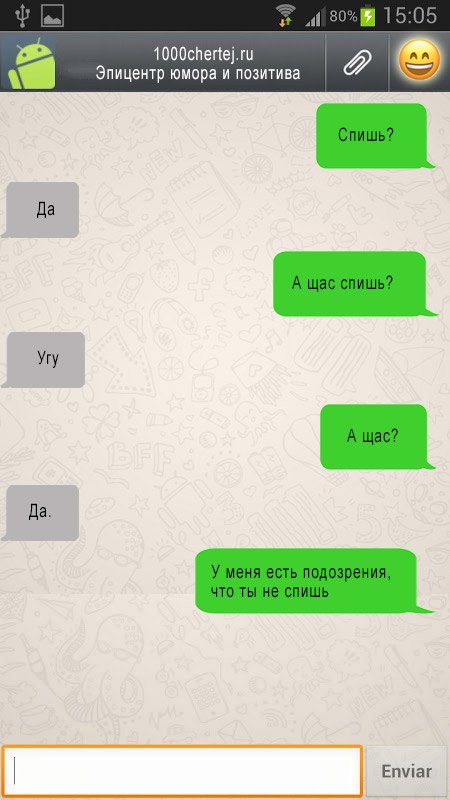 80% 15:05
1000chertej.ru
Эпицентр юмора и позитива
Спишь?
Да
А щас спишь?
Угу
А щас?
Да.
У меня есть подозрения,
что ты не спишь
Enviar